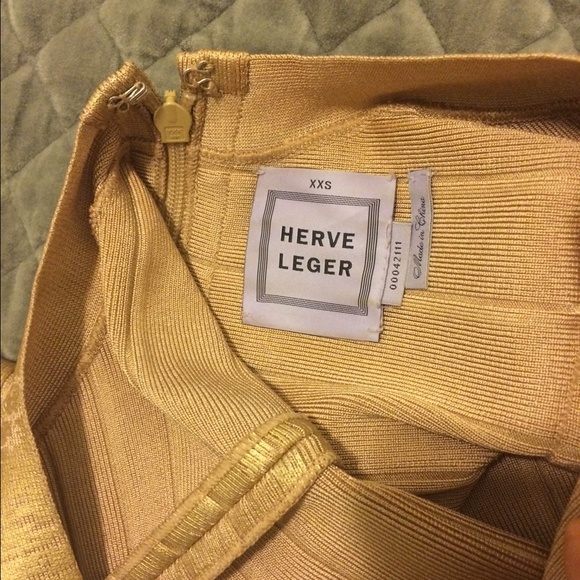 XXS
HERVE
LEGER
00042111
Made in China